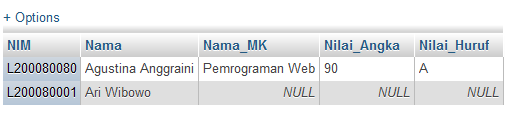 + Options
NIM Nama Nama_MK Nilai_Angka Nilai_Huruf
L200080080 Agustina Anggraini Pemrograman Web 90 A
L200080001 Ari Wibowo NULL NULL NULL